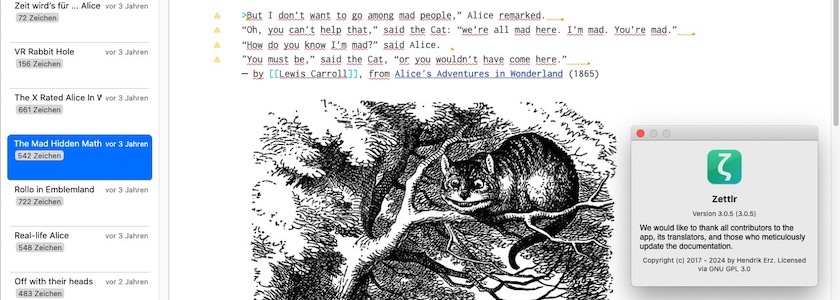 Zeit wird's für ... Alice vor 3 Jahren
72 Zeichen
VR Rabbit Hole vor 3 Jahren
156 Zeichen
The X Rated Alice In W vor 3 Jahren
661 Zeichen
The Mad Hidden Math vor 3 Jahren
542 Zeichen
Rollo in Emblemland vor 3 Jahren
722 Zeichen
Real-life Alice vor 3 Jahren
548 Zeichen
Off with their heads vor 2 Jahren
483 Zeichen
>But I don’t want to go among mad people,” Alice remarked.
“Oh, you can’t help that,” said the Cat: “we’re all mad here. I’m mad. You’re mad.”
“How do you know I’m mad?” said Alice.
"You must be,” said the Cat, “or you wouldn’t have come here.”
— by [[Lewis Carroll]], from Alice's Adventures in Wonderland (1865)
ζ
Zettlr
Version 3.0.5 (3.0.5)
We would like to thank all contributors to the
app, its translators, and those who meticulously
update the documentation.
Copyright (c) 2017 - 2024 by Hendrik Erz. Licensed
via GNU GPL 3.0